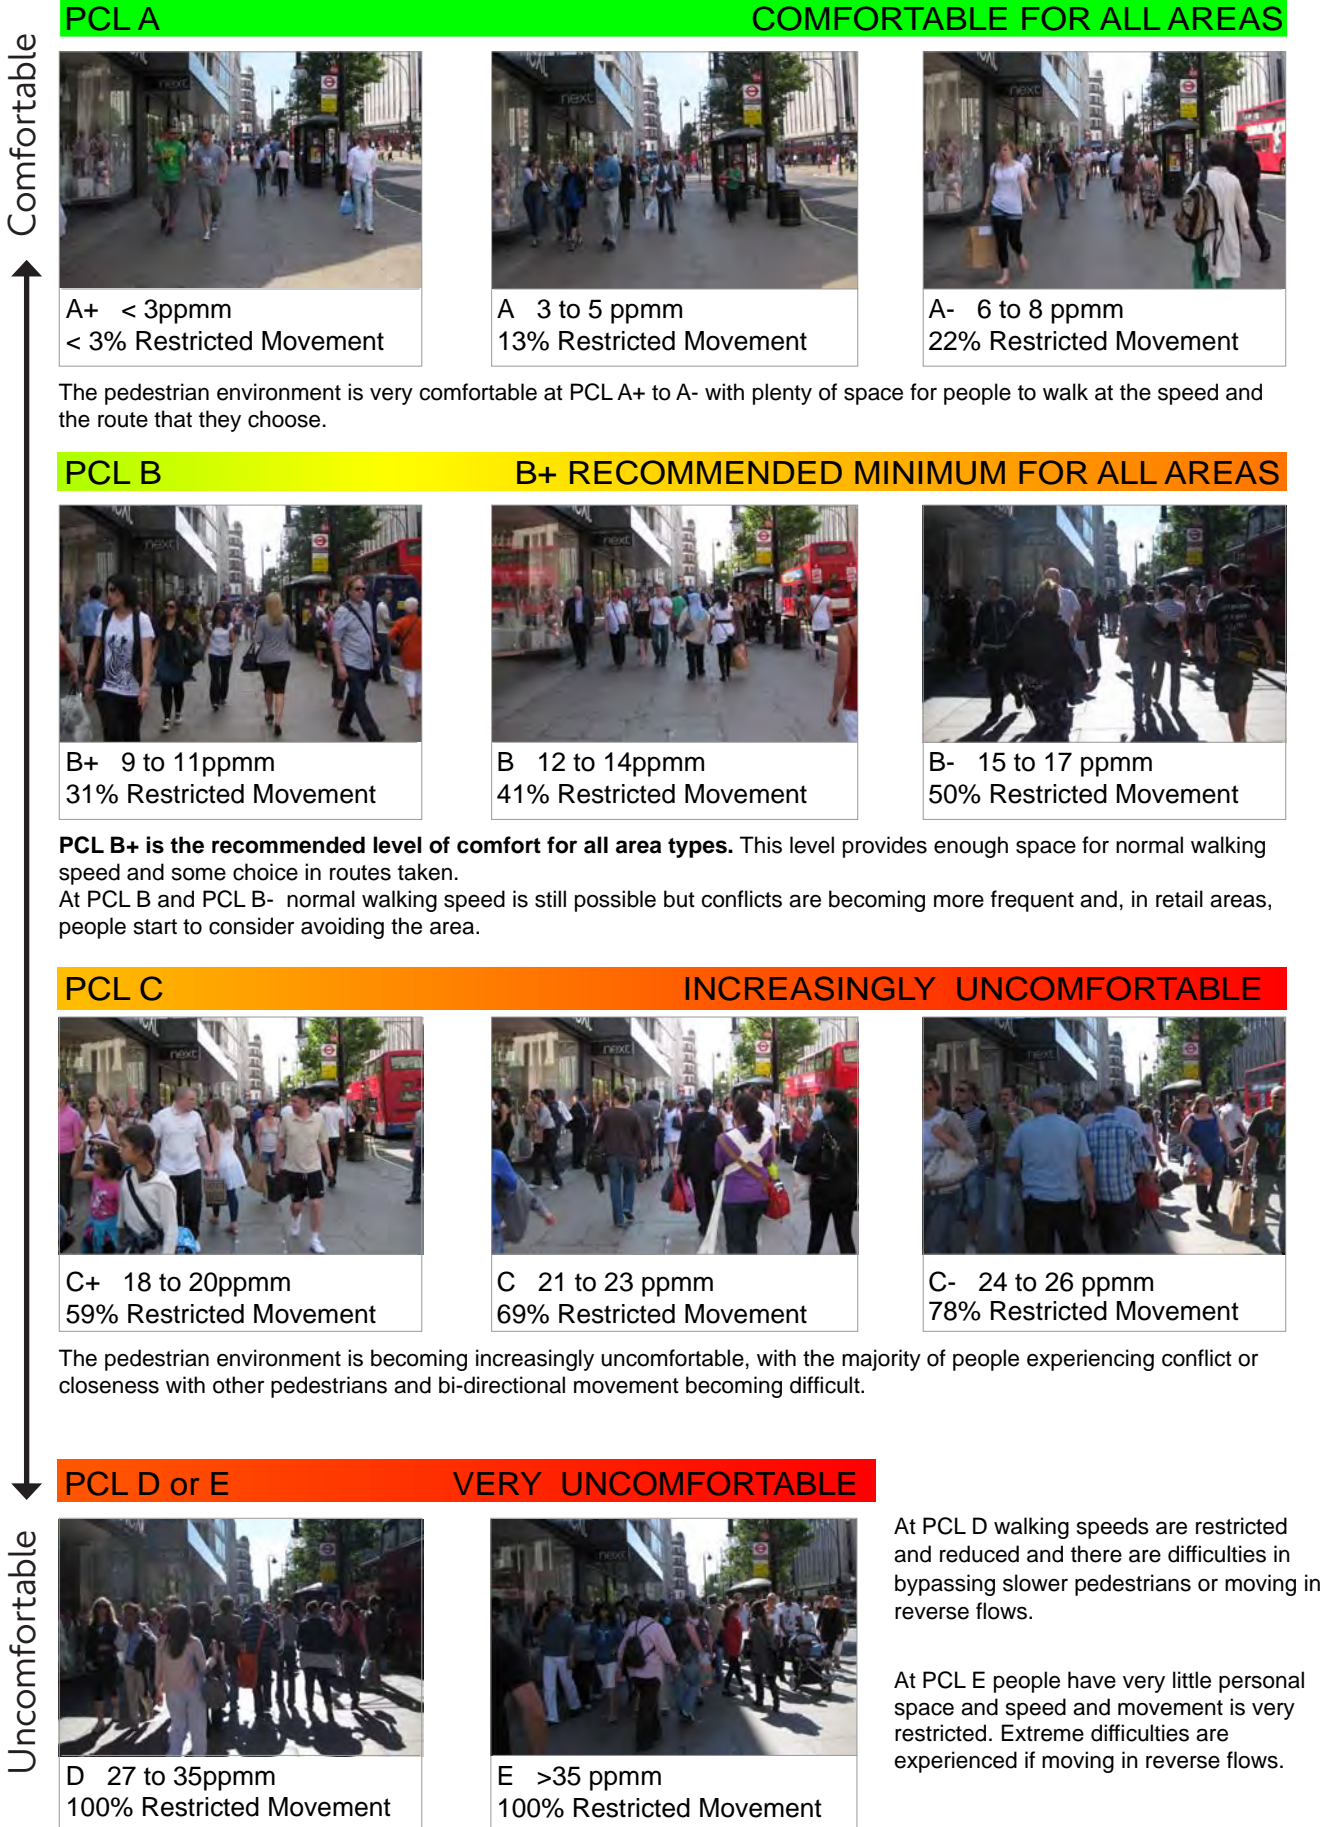 PCL A COMFORTABLE FOR ALL AREAS
Comfortable
next
next
next
A+ < 3ppmm
< 3% Restricted Movement
A 3 to 5 ppmm
13% Restricted Movement
A- 6 to 8 ppmm
22% Restricted Movement
The pedestrian environment is very comfortable at PCL A+ to A- with plenty of space for people to walk at the speed and
the route that they choose.
PCL B B+ RECOMMENDED MINIMUM FOR ALL AREAS
next
next
next
B+ 9 to 11ppmm
31% Restricted Movement
B 12 to 14ppmm
41% Restricted Movement
B- 15 to 17 ppmm
50% Restricted Movement
PCL B+ is the recommended level of comfort for all area types. This level provides enough space for normal walking
speed and some choice in routes taken.
At PCL B and PCL B- normal walking speed is still possible but conflicts are becoming more frequent and, in retail areas,
people start to consider avoiding the area.
PCL C INCREASINGLY UNCOMFORTABLE
next
next
next
C+ 18 to 20ppmm
59% Restricted Movement
C 21 to 23 ppmm
69% Restricted Movement
C- 24 to 26 ppmm
78% Restricted Movement
The pedestrian environment is becoming increasingly uncomfortable, with the majority of people experiencing conflict or
closeness with other pedestrians and bi-directional movement becoming difficult.
PCL D or E VERY UNCOMFORTABLE
Uncomfortable
next
D 27 to 35ppmm
100% Restricted Movement
E >35 ppmm
100% Restricted Movement
At PCL D walking speeds are restricted
and reduced and there are difficulties in
bypassing slower pedestrians or moving in
reverse flows.
At PCL E people have very little personal
space and speed and movement is very
restricted. Extreme difficulties are
experienced if moving in reverse flows.